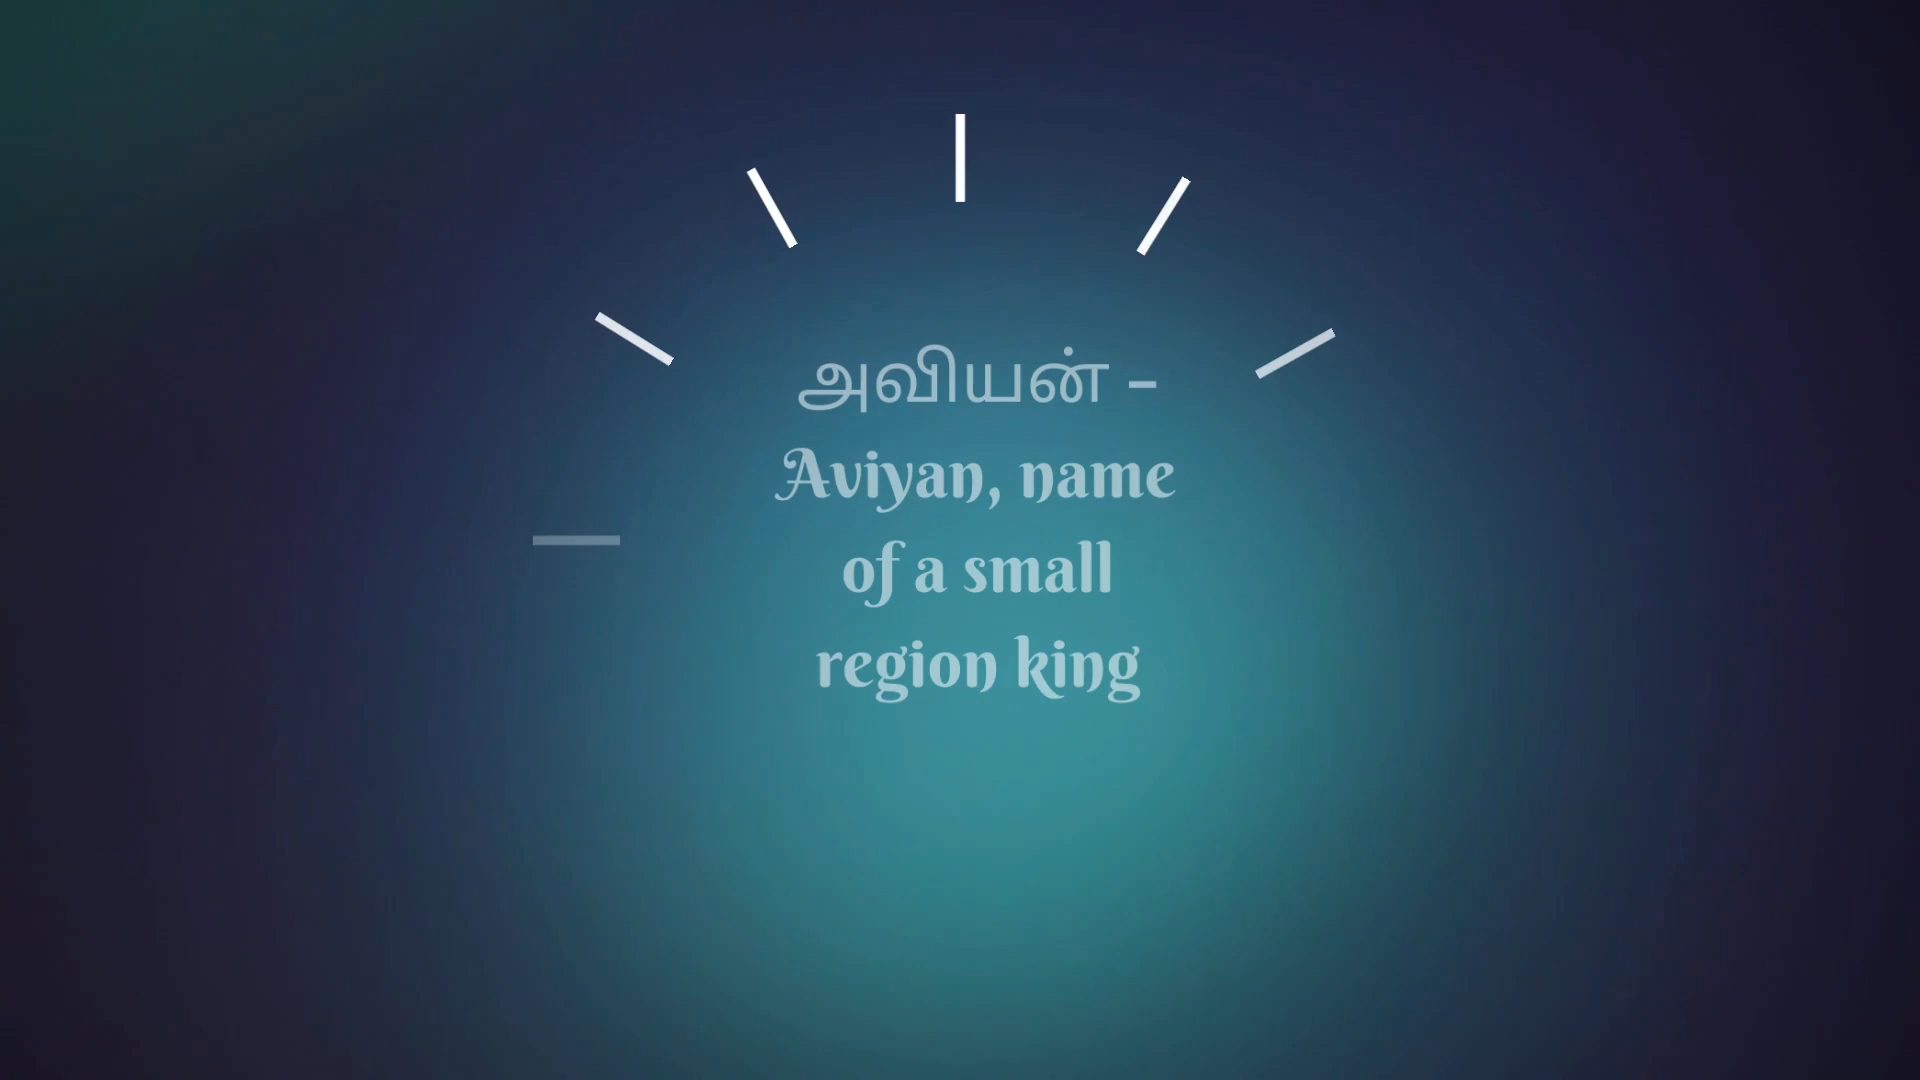 அவியன் -
Aviyan, name
of a small
region king